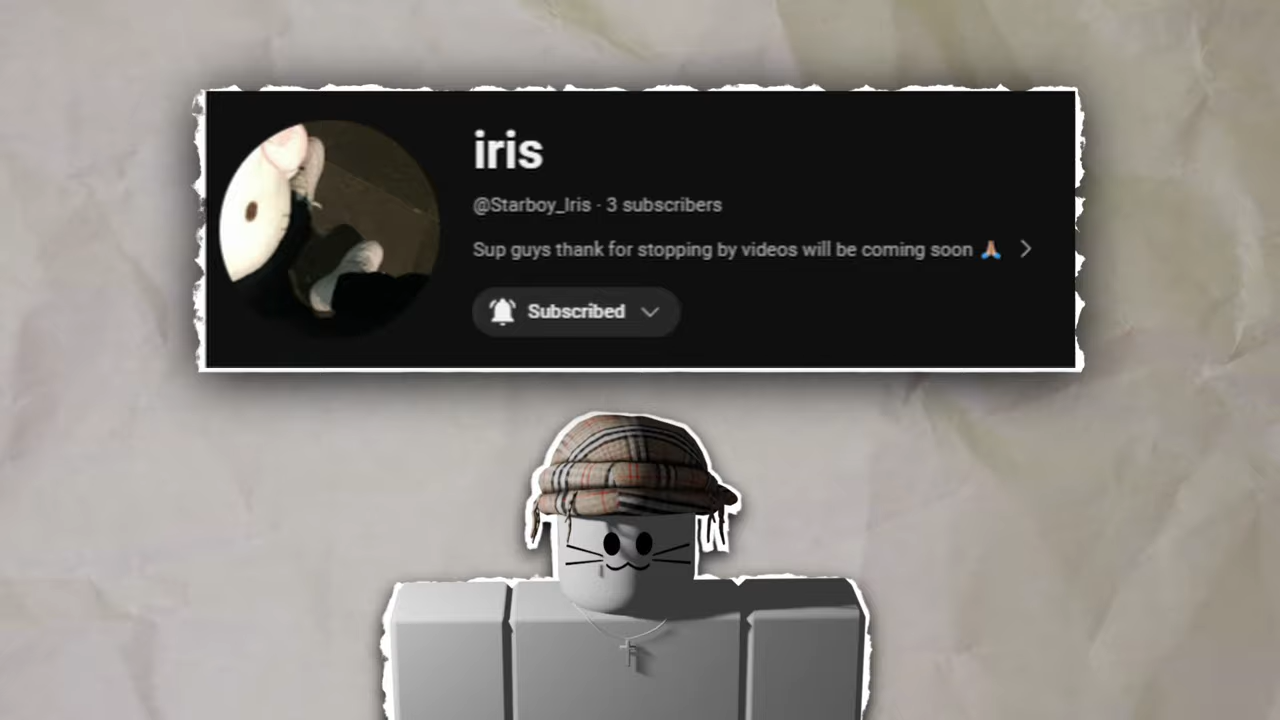 iris
@Starboy_Iris · 3 subscribers
Sup guys thank for stopping by videos will be coming soon 🙏🏽
Subscribed